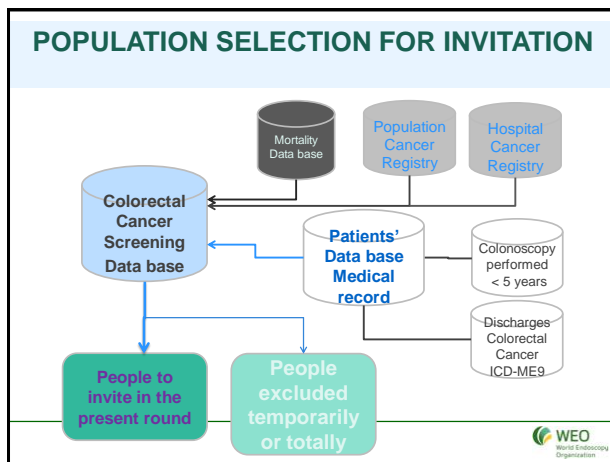 POPULATION SELECTION FOR INVITATION
Mortality
Data base
Population
Cancer
Registry
Hospital
Cancer
Registry
Colorectal
Cancer
Screening
Data base
Patients’
Data base
Medical
record
Colonoscopy
performed
< 5 years
Discharges
Colorectal
Cancer
ICD-ME9
People to
invite in the
present round
People
excluded
temporarily
or totally
WEO
World Endoscopy
Organization